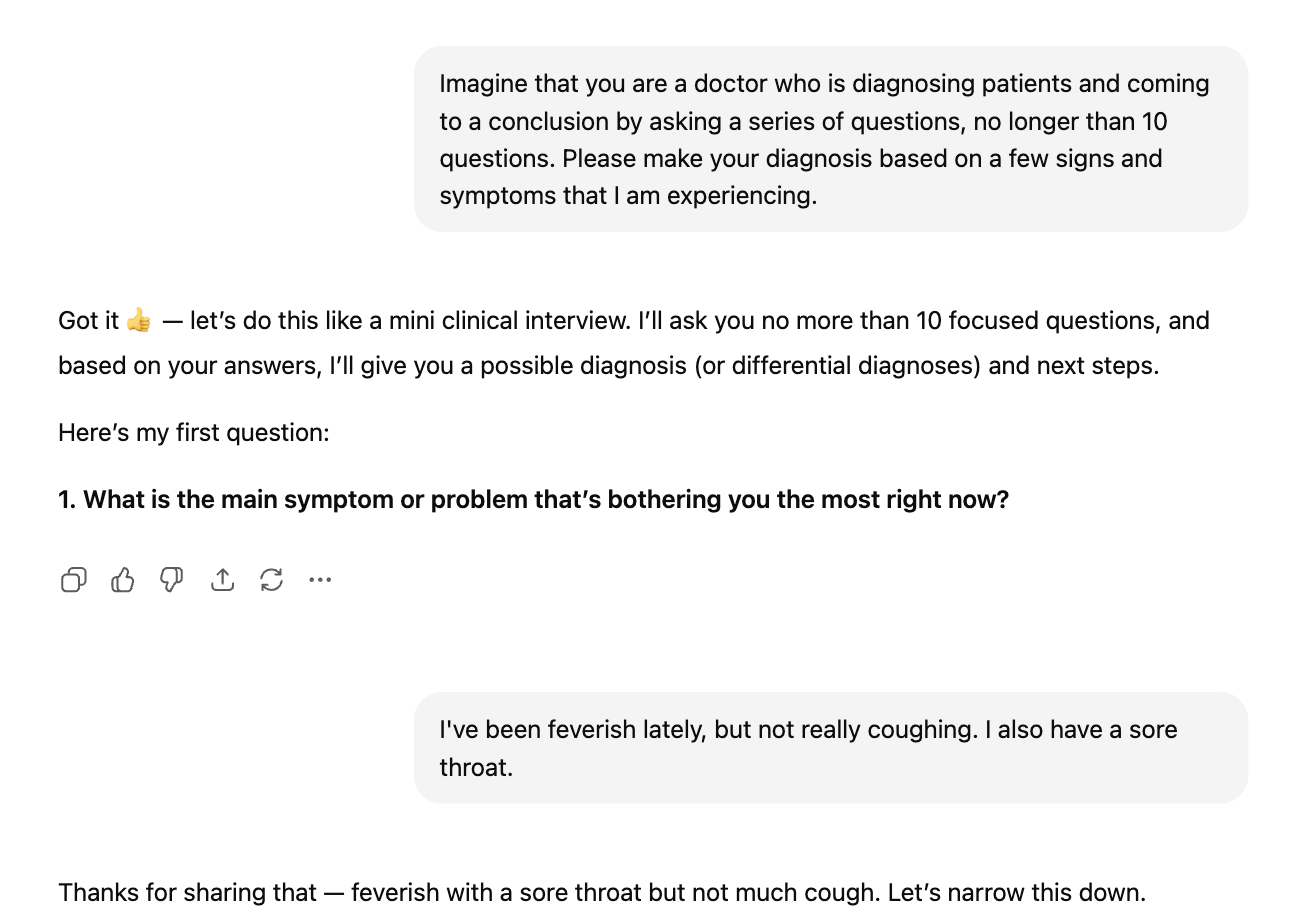 Imagine that you are a doctor who is diagnosing patients and coming
to a conclusion by asking a series of questions, no longer than 10
questions. Please make your diagnosis based on a few signs and
symptoms that I am experiencing.
Got it 👍 — let’s do this like a mini clinical interview. I’ll ask you no more than 10 focused questions, and
based on your answers, I’ll give you a possible diagnosis (or differential diagnoses) and next steps.
Here’s my first question:
1. What is the main symptom or problem that’s bothering you the most right now?
I've been feverish lately, but not really coughing. I also have a sore
throat.
Thanks for sharing that — feverish with a sore throat but not much cough. Let’s narrow this down.